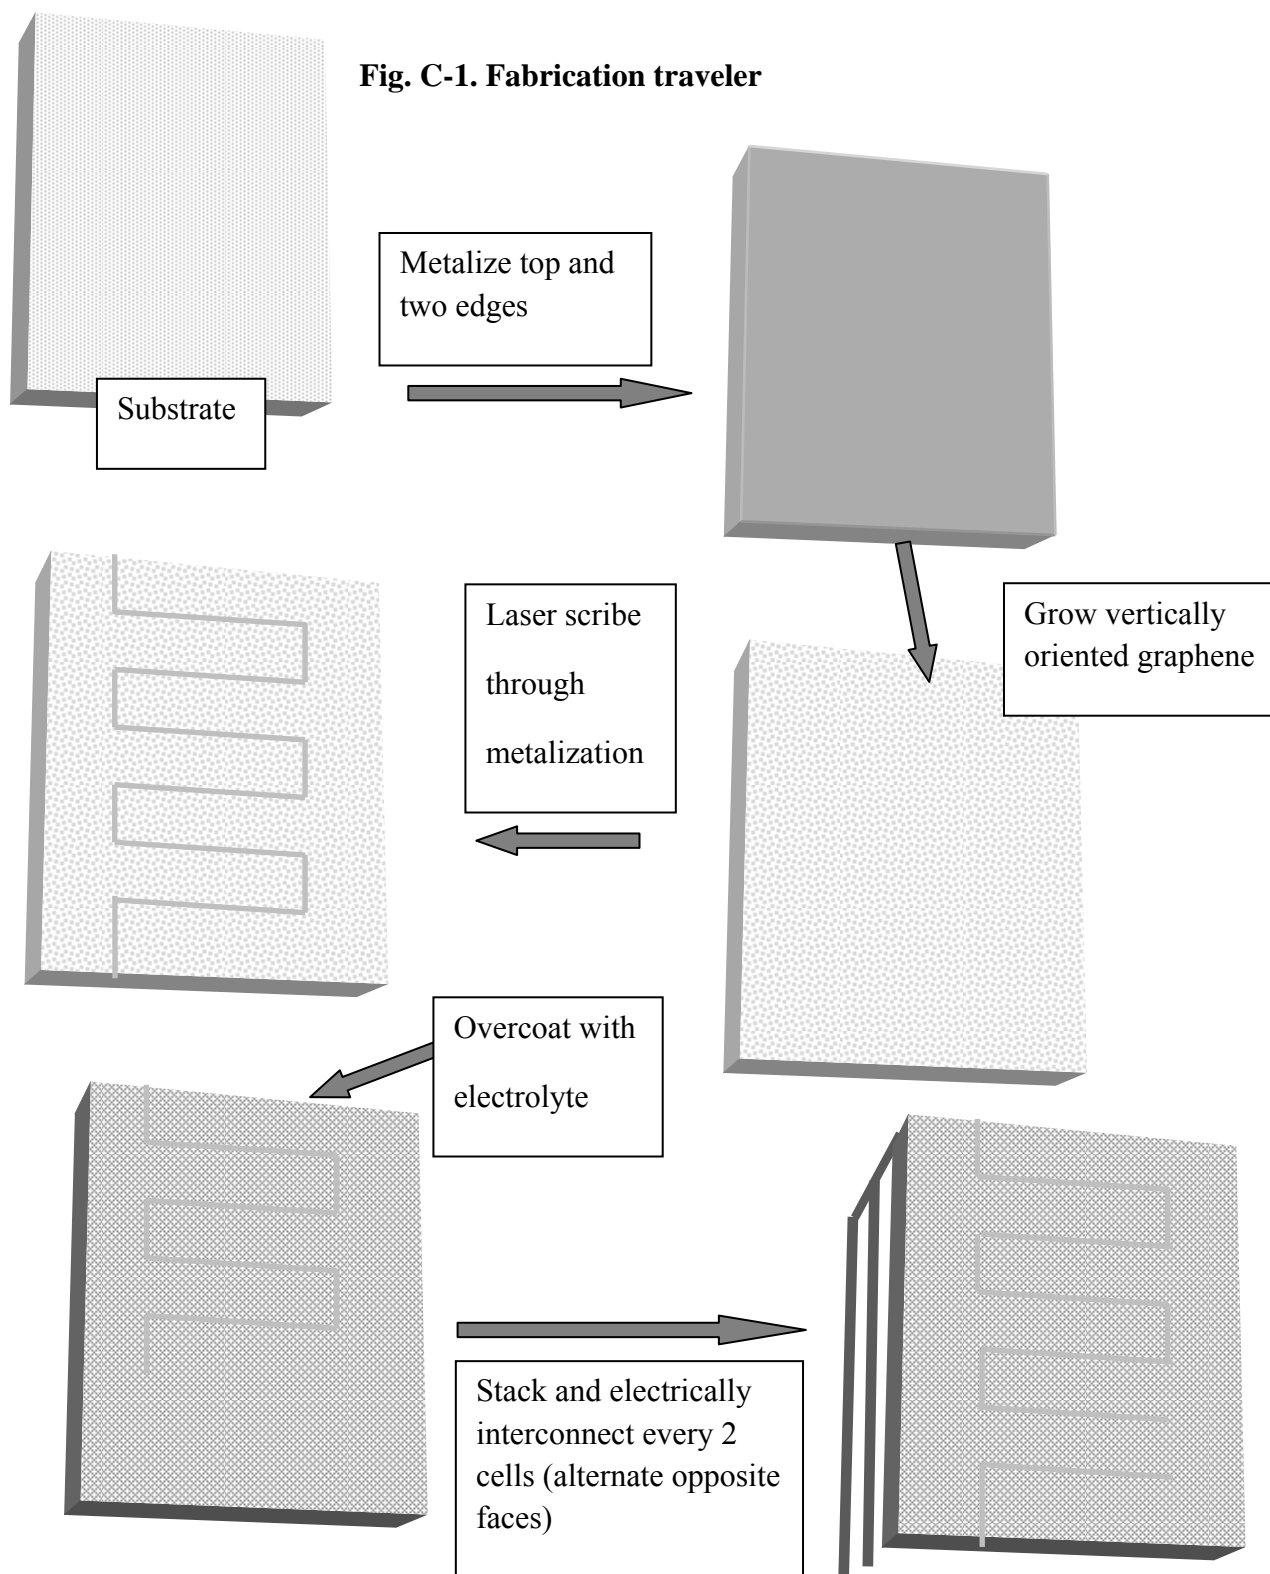 Fig. C-1. Fabrication traveler
Substrate
Metalize top and
two edges
Grow vertically
oriented graphene
Laser scribe
through
metalization
Overcoat with
electrolyte
Stack and electrically
interconnect every 2
cells (alternate opposite
faces)